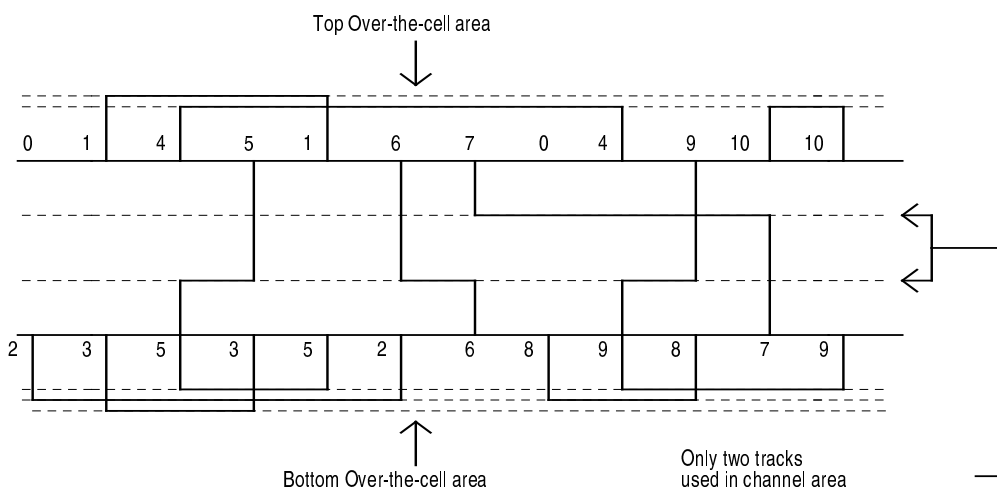 Top Over-the-cell area
0 1 4 5 1 6 7 0 4 9 10 10
2 3 5 3 5 2 6 8 9 8 7 9
Bottom Over-the-cell area
Only two tracks
used in channel area